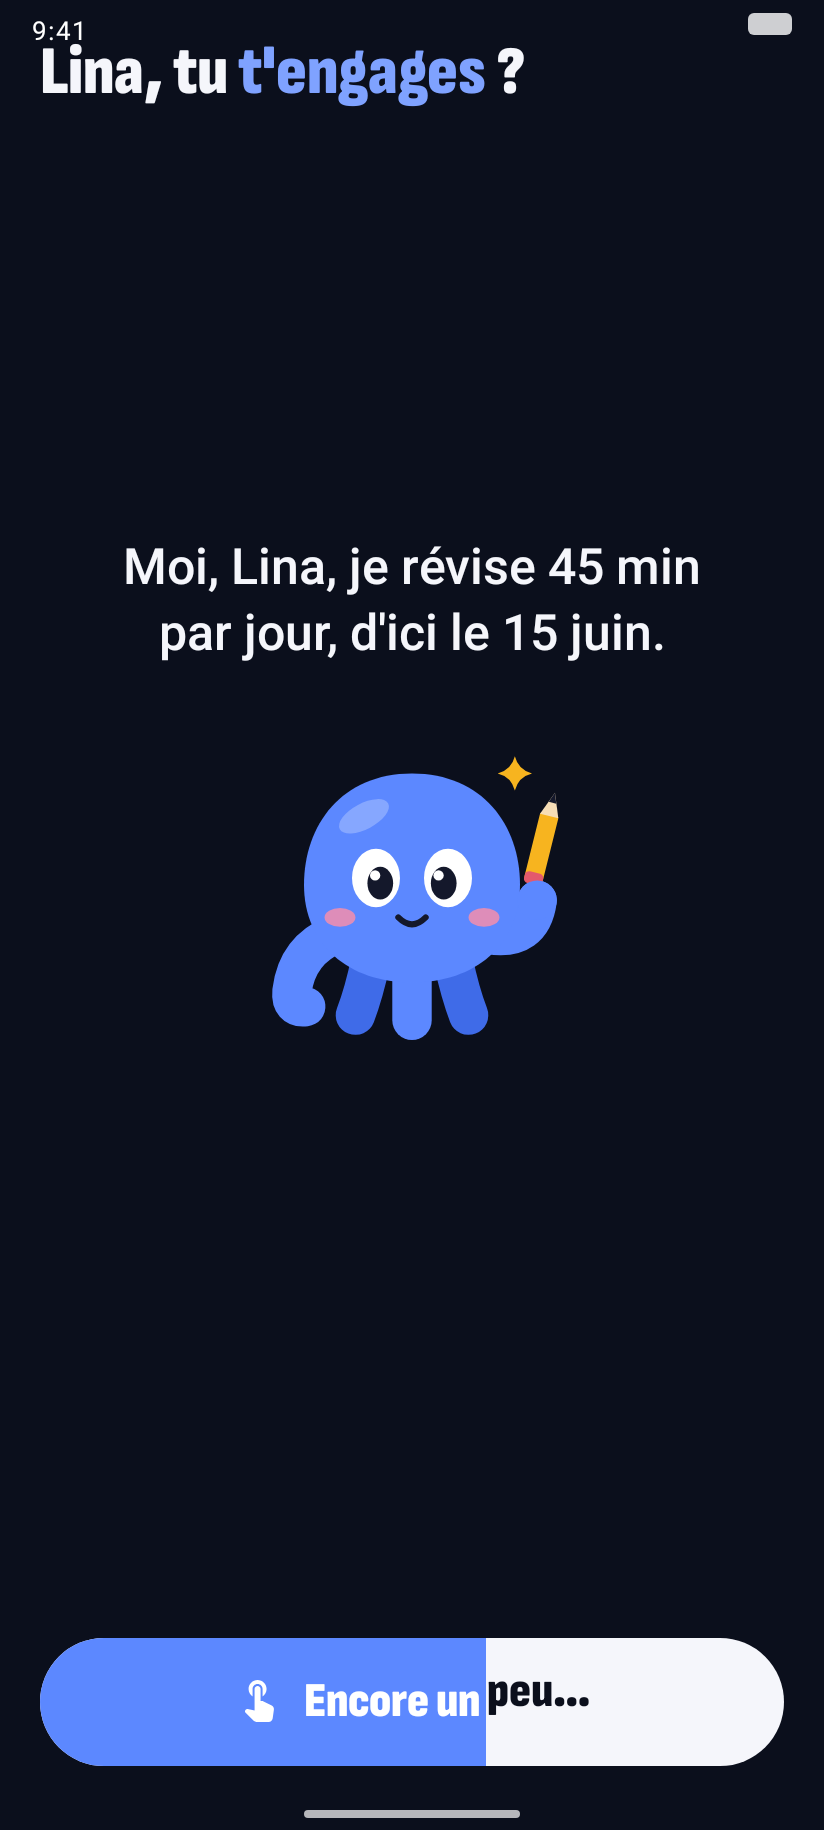 9:41
Lina, tu t'engages ?
Moi, Lina, je révise 45 min
par jour, d'ici le 15 juin.
Encore un peu...